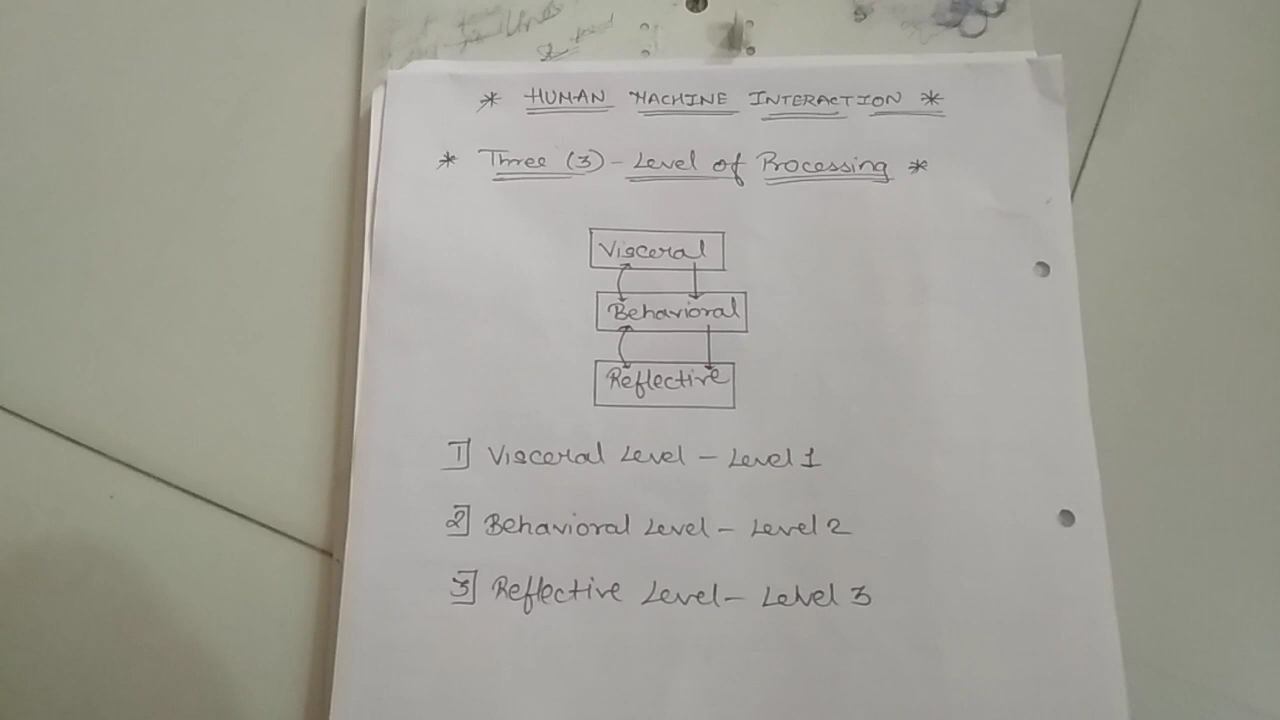 * HUMAN MACHINE INTERACTION *
* Three (3) - Level of Processing *
Visceral
Behavioral
Reflective
1] Visceral Level - Level 1
2] Behavioral Level - Level 2
3] Reflective Level - Level 3